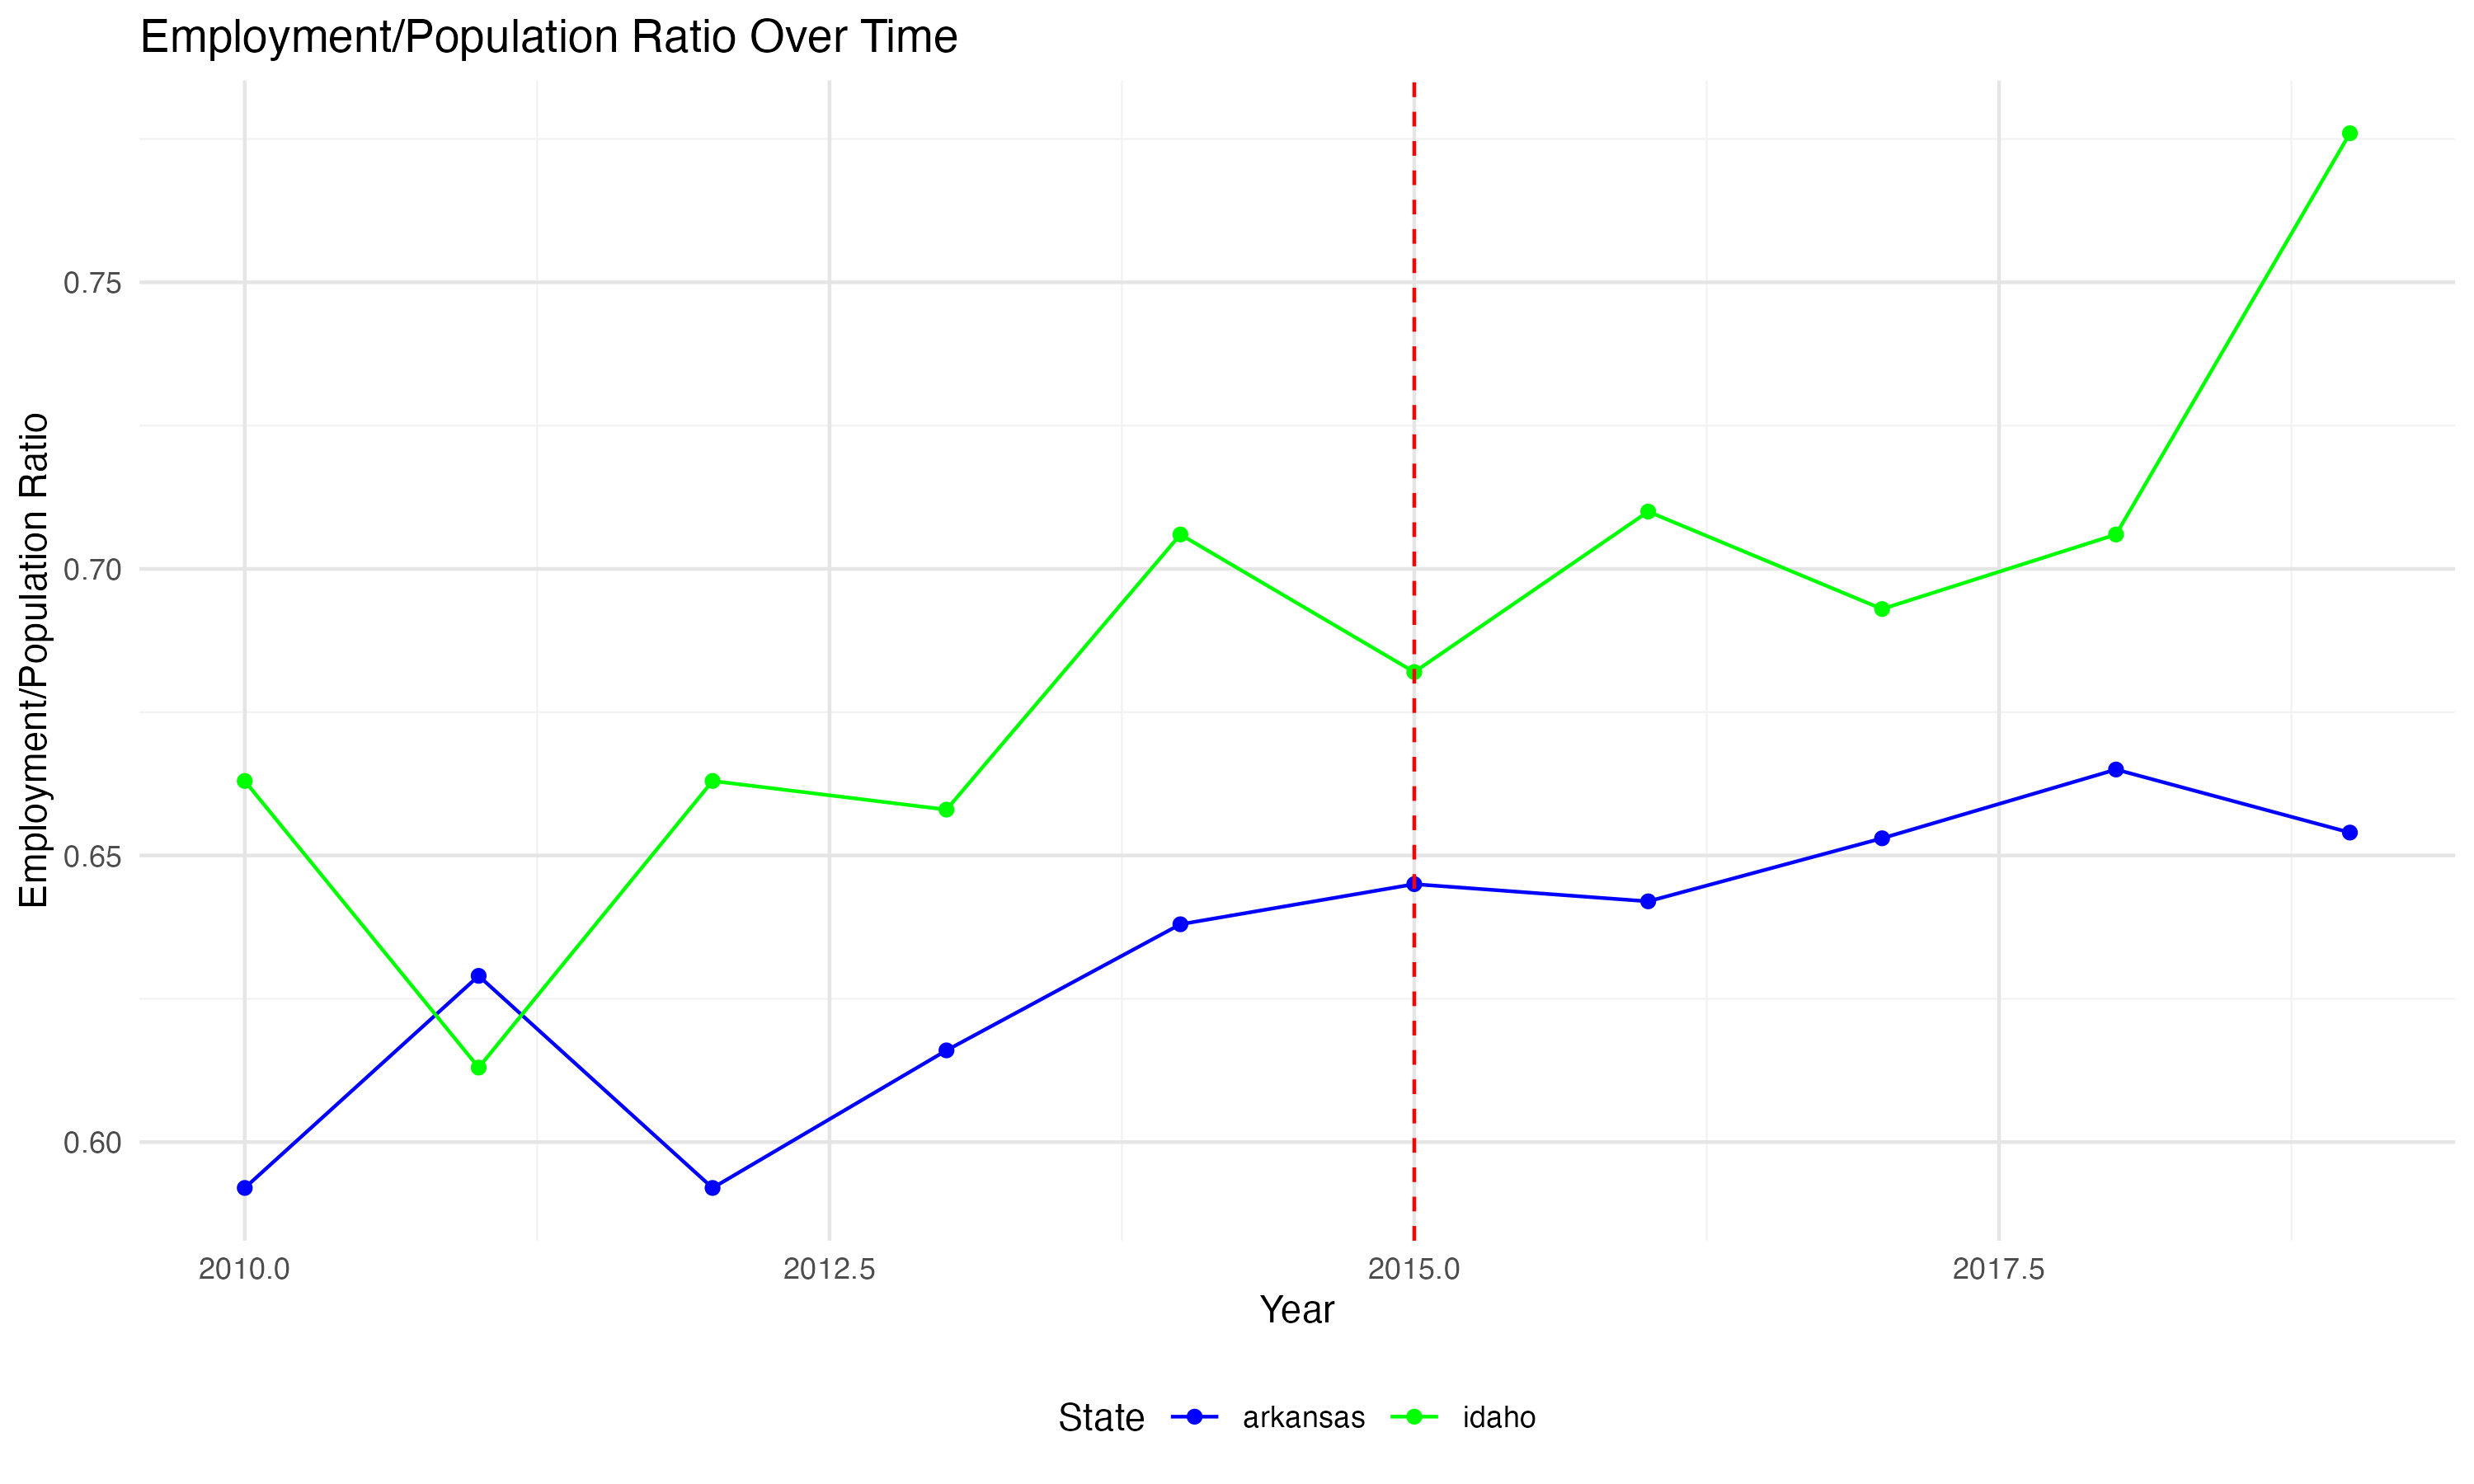 Employment/Population Ratio Over Time
Employment/Population Ratio
0.75
0.70
0.65
0.60
2010.0 2012.5 2015.0 2017.5
Year
State arkansas idaho